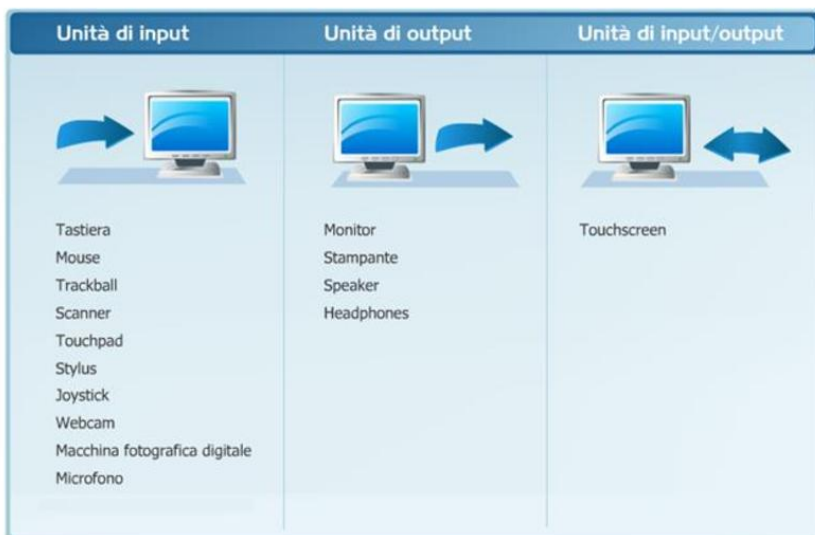 Unità di input
Unità di output
Unità di input/output
Tastiera
Mouse
Trackball
Scanner
Touchpad
Stylus
Joystick
Webcam
Macchina fotografica digitale
Microfono
Monitor
Stampante
Speaker
Headphones
Touchscreen